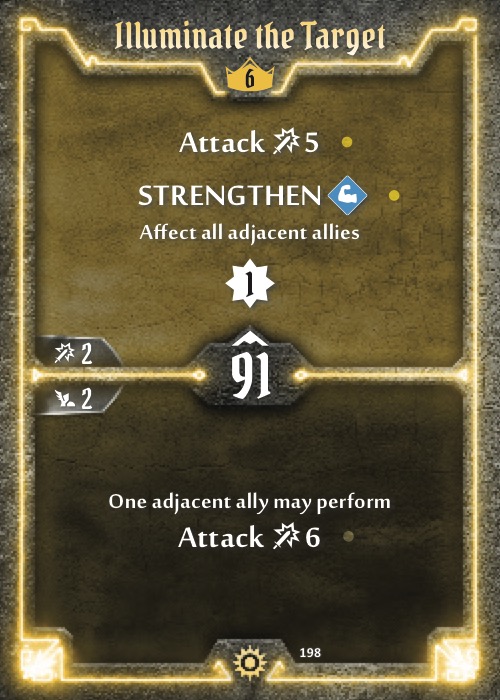 Illuminate the Target
6
Attack 5
STRENGTHEN
Affect all adjacent allies
1
2
91
2
One adjacent ally may perform
Attack 6
198